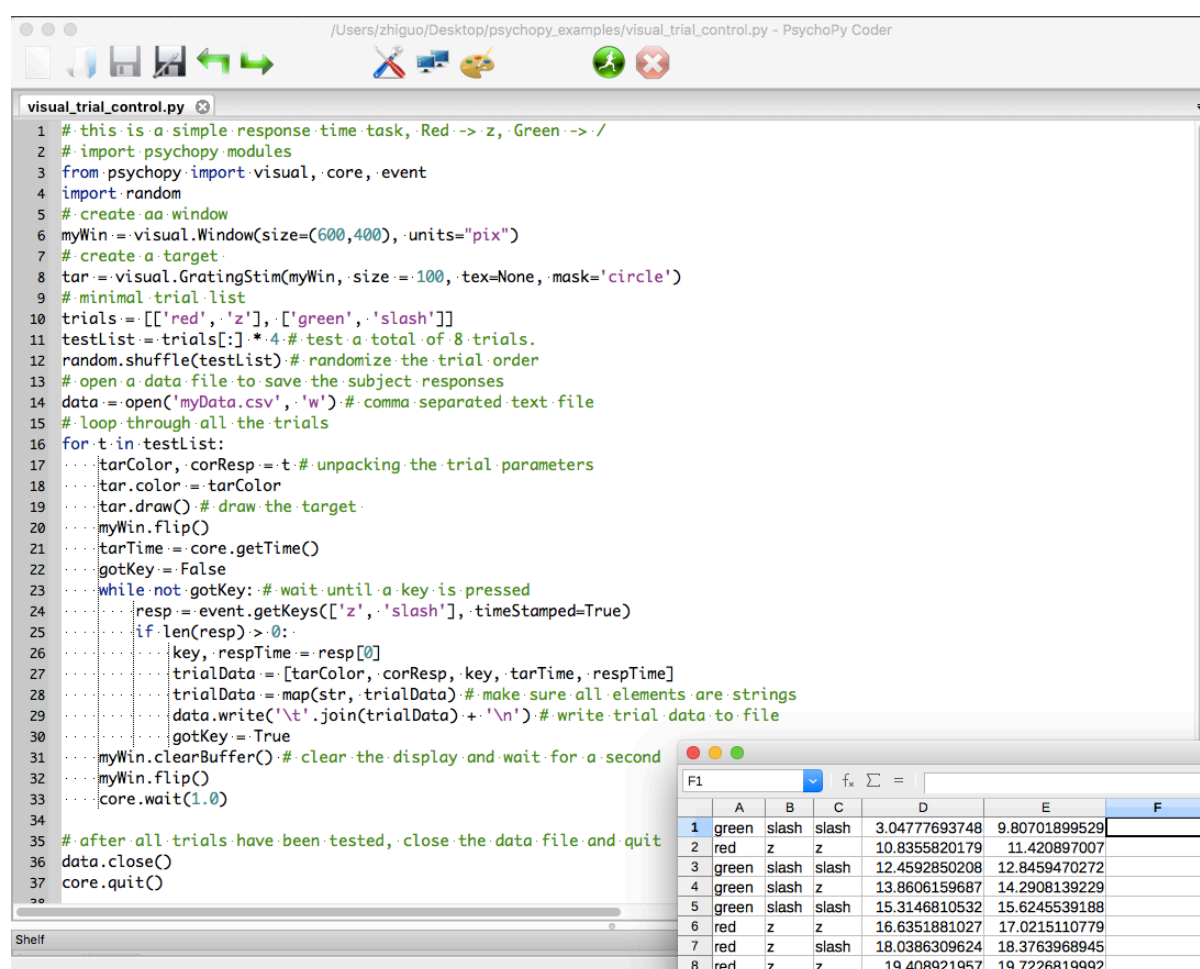 /Users/zhiguo/Desktop/psychopy_examples/visual_trial_control.py - PsychoPy Coder
visual_trial_control.py
1 # this is a simple response time task, Red -> z, Green -> /
2 # import psychopy modules
3 from psychopy import visual, core, event
4 import random
5 # create aa window
6 myWin = visual.Window(size=(600,400), units="pix")
7 # create a target
8 tar = visual.GratingStim(myWin, size = 100, tex=None, mask='circle')
9 # minimal trial list
10 trials = [['red', 'z'], ['green', 'slash']]
11 testList = trials[:] * 4 # test a total of 8 trials.
12 random.shuffle(testList) # randomize the trial order
13 # open a data file to save the subject responses
14 data = open('myData.csv', 'w') # comma separated text file
15 # loop through all the trials
16 for t in testList:
17 tarColor, corResp = t # unpacking the trial parameters
18 tar.color = tarColor
19 tar.draw() # draw the target
20 myWin.flip()
21 tarTime = core.getTime()
22 gotKey = False
23 while not gotKey: # wait until a key is pressed
24 resp = event.getKeys(['z', 'slash'], timeStamped=True)
25 if len(resp) > 0:
26 key, respTime = resp[0]
27 trialData = [tarColor, corResp, key, tarTime, respTime]
28 trialData = map(str, trialData) # make sure all elements are strings
29 data.write('\t'.join(trialData) + '\n') # write trial data to file
30 gotKey = True
31 myWin.clearBuffer() # clear the display and wait for a second
32 myWin.flip()
33 core.wait(1.0)
34
35 # after all trials have been tested, close the data file and quit
36 data.close()
37 core.quit()
38
Shelf
F1 fx Σ =
A B C D E F
1 green slash slash 3.04777693748 9.80701899529
2 red z z 10.8355820179 11.420897007
3 green slash slash 12.4592850208 12.8459470272
4 green slash z 13.8606159687 14.2908139229
5 green slash slash 15.3146810532 15.6245539188
6 red z z 16.6351881027 17.0215110779
7 red z slash 18.0386309624 18.3763968945
8 red z z 19.408921957 19.7226819992